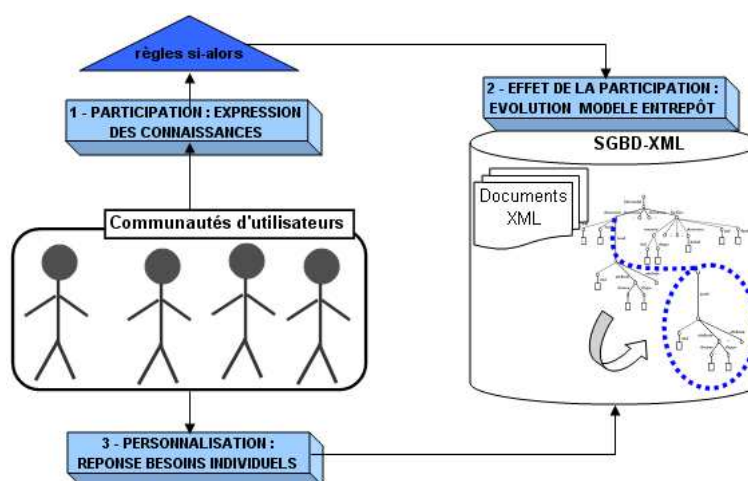 règles si-alors
1 - PARTICIPATION : EXPRESSION
DES CONNAISSANCES
2 - EFFET DE LA PARTICIPATION :
EVOLUTION MODELE ENTREPÔT
SGBD-XML
Documents
XML
Communautés d'utilisateurs
3 - PERSONNALISATION :
REPONSE BESOINS INDIVIDUELS